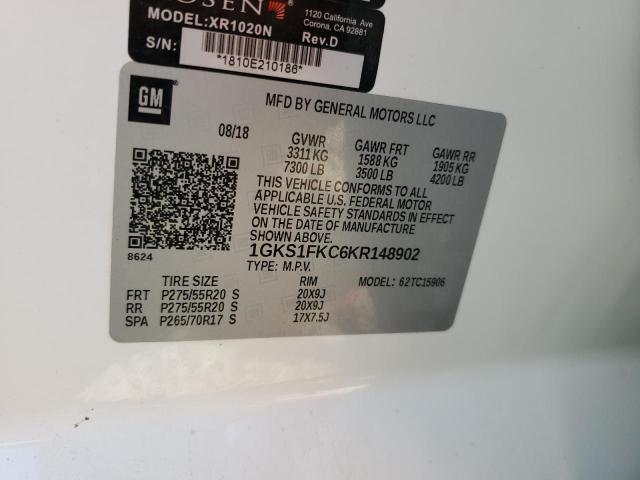 OSEN
1120 California Ave
Corona, CA 92881
MODEL:XR1020N
Rev.D
S/N:
*1810E210186*
GM
MFD BY GENERAL MOTORS LLC
08/18
GVWR
GAWR FRT
GAWR RR
3311 KG
1588 KG
1905 KG
7300 LB
3500 LB
4200 LB
THIS VEHICLE CONFORMS TO ALL
APPLICABLE U.S. FEDERAL MOTOR
VEHICLE SAFETY STANDARDS IN EFFECT
ON THE DATE OF MANUFACTURE
SHOWN ABOVE.
8624
1GKS1FKC6KR148902
TYPE: M.P.V.
MODEL: 62TC15906
TIRE SIZE
RIM
FRT P275/55R20 S 20X9J
RR P275/55R20 S 20X9J
SPA P265/70R17 S 17X7.5J